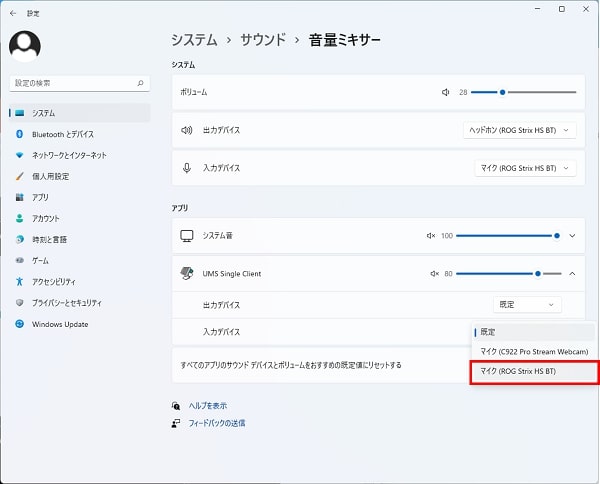 設定
システム › サウンド › 音量ミキサー
設定の検索
システム
Bluetooth とデバイス
ネットワークとインターネット
個人用設定
アプリ
アカウント
時刻と言語
ゲーム
アクセシビリティ
プライバシーとセキュリティ
Windows Update
システム
ボリューム 28
出力デバイス ヘッドホン (ROG Strix HS BT)
入力デバイス マイク (ROG Strix HS BT)
アプリ
システム音 100
UMS Single Client 80
出力デバイス 既定
入力デバイス
既定
マイク (C922 Pro Stream Webcam)
マイク (ROG Strix HS BT)
すべてのアプリのサウンド デバイスとボリュームをおすすめの既定値にリセットする
ヘルプを表示
フィードバックの送信